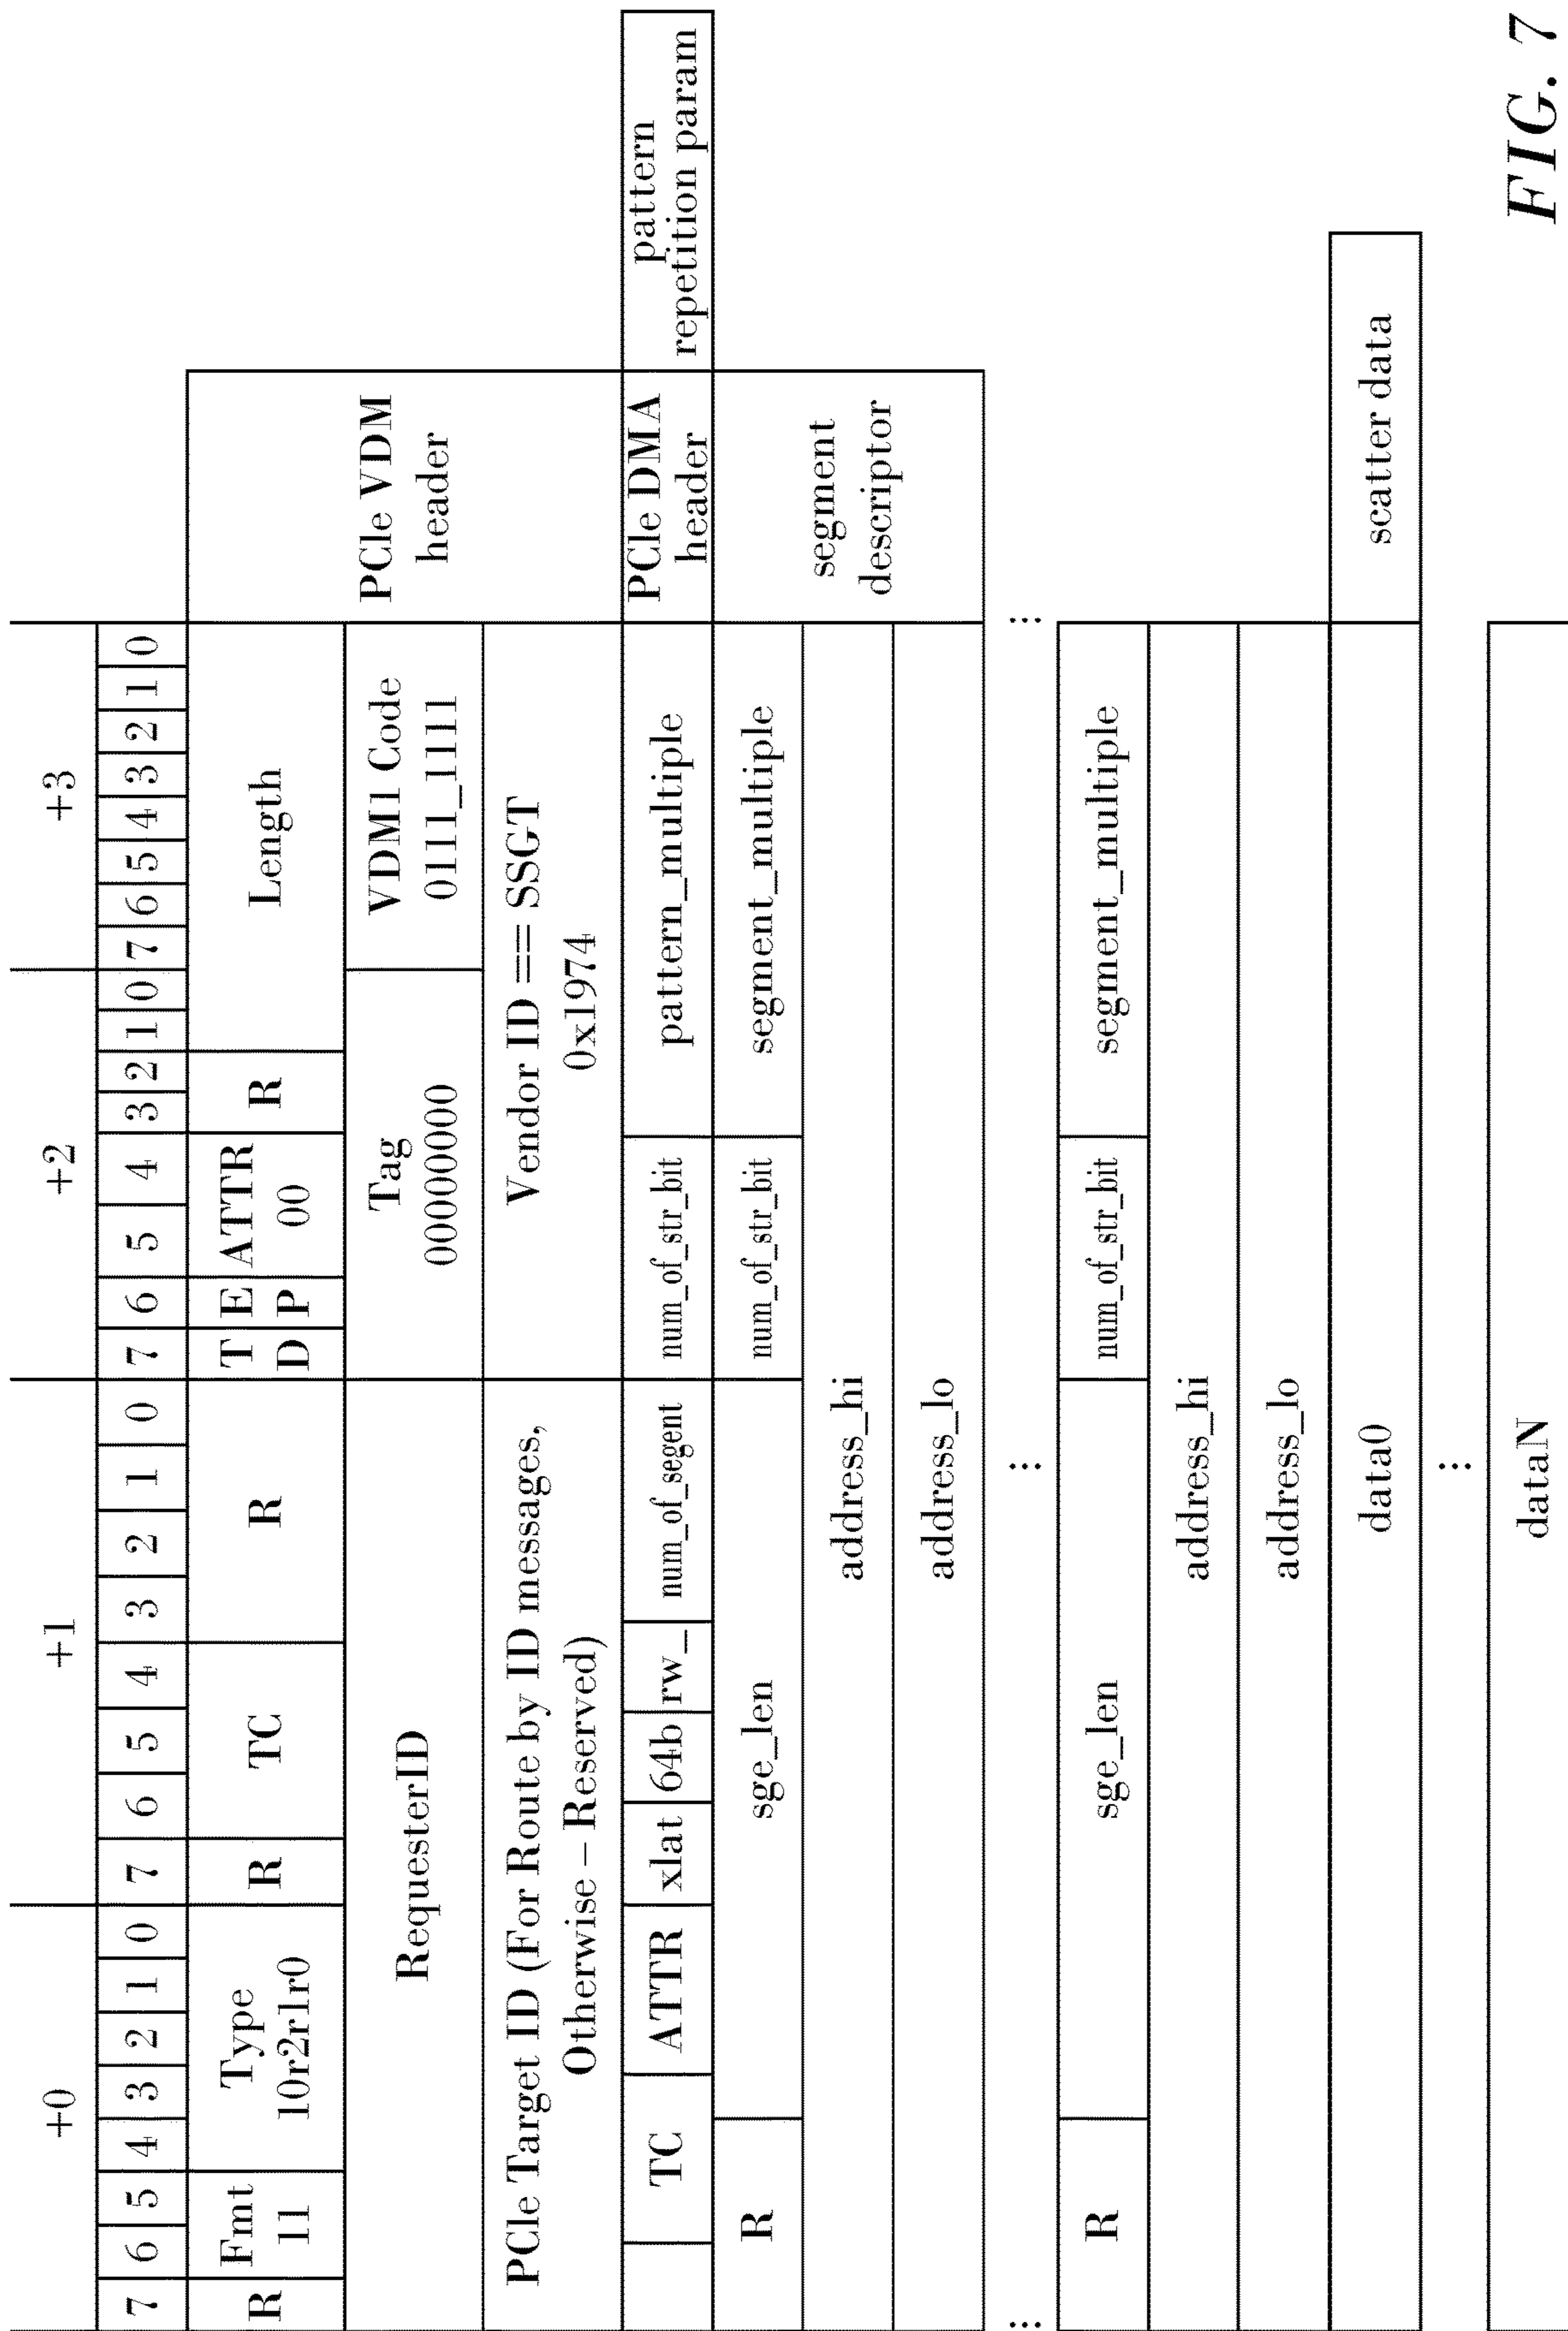 +0 +1 +2 +3
7 6 5 4 3 2 1 0 7 6 5 4 3 2 1 0 7 6 5 4 3 2 1 0 7 6 5 4 3 2 1 0
R Fmt Type R TC R T E ATTR R Length
11 10r2r1r0 D P 00
RequesterID Tag VDM1 Code
00000000 0111_1111
PCIe VDM
header
PCIe Target ID (For Route by ID messages, Vendor ID == SSGT
Otherwise – Reserved) 0x1974
TC ATTR xlat 64b rw_ num_of_segent num_of_str_bit pattern_multiple PCIe DMA pattern
header repetition param
R sge_len num_of_str_bit segment_multiple
segment
descriptor
address_hi
address_lo
... ... ...
R sge_len num_of_str_bit segment_multiple
address_hi
address_lo
data0 scatter data
...
dataN
FIG. 7